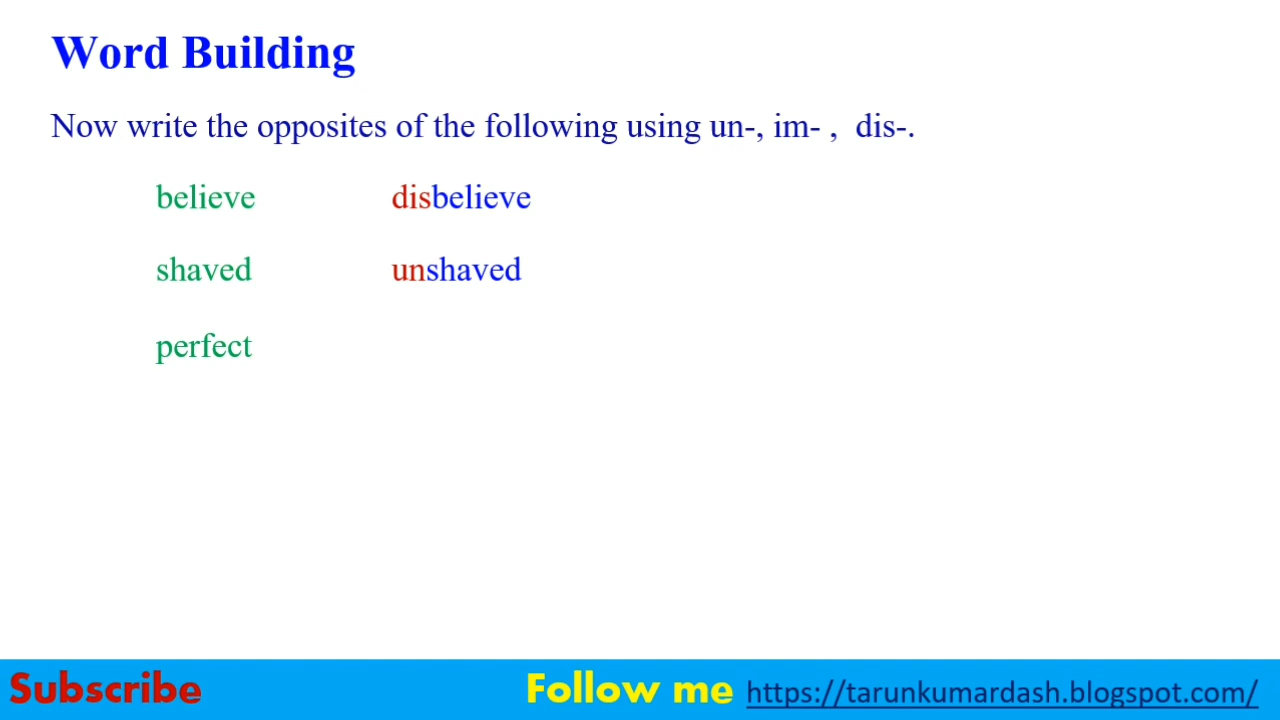 Word Building
Now write the opposites of the following using un-, im- ,  dis-.
believe disbelieve
shaved unshaved
perfect
Subscribe Follow me https://tarunkumardash.blogspot.com/